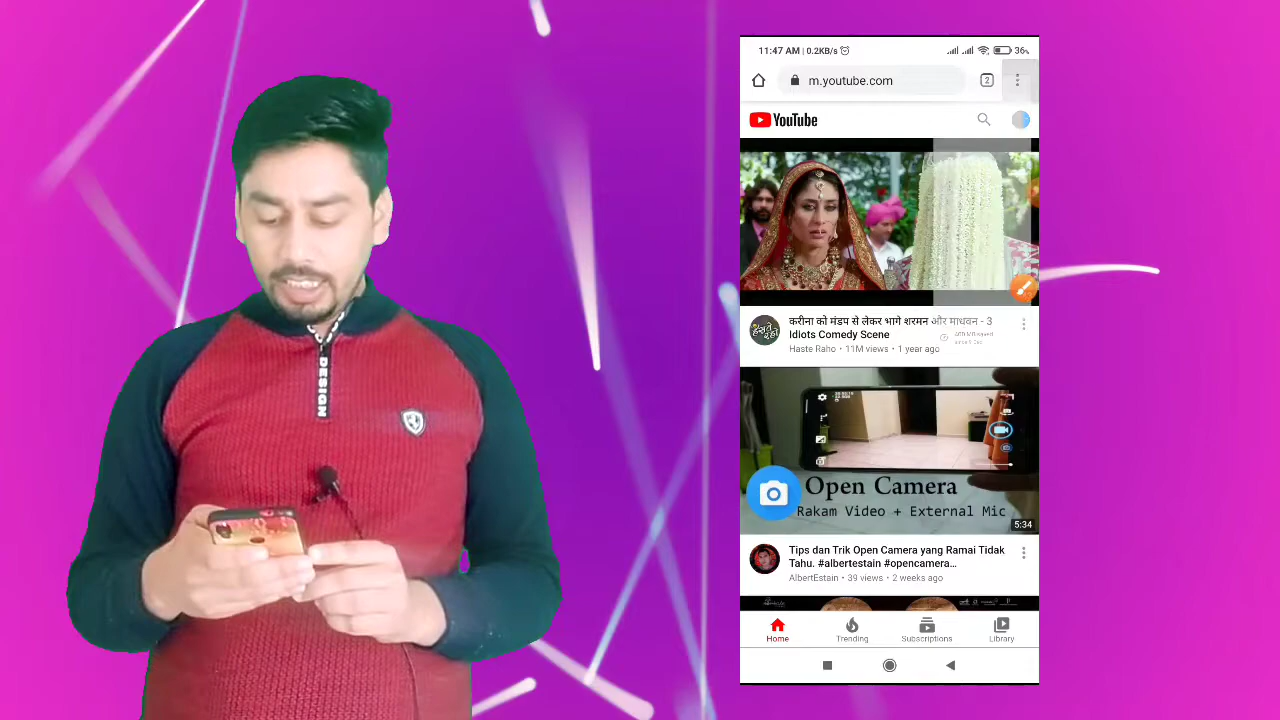 11:47 AM | 0.2KB/s
36%
m.youtube.com
2
YouTube
करीना को मंडप से लेकर भागे शरमन और माधवन - 3
Idiots Comedy Scene
Haste Raho • 11M views • 1 year ago
Open Camera
Rakam Video + External Mic
5:34
Tips dan Trik Open Camera yang Ramai Tidak
Tahu. #albertestain #opencamera…
AlbertEstain • 39 views • 2 weeks ago
Home
Trending
Subscriptions
Library
DESIGN